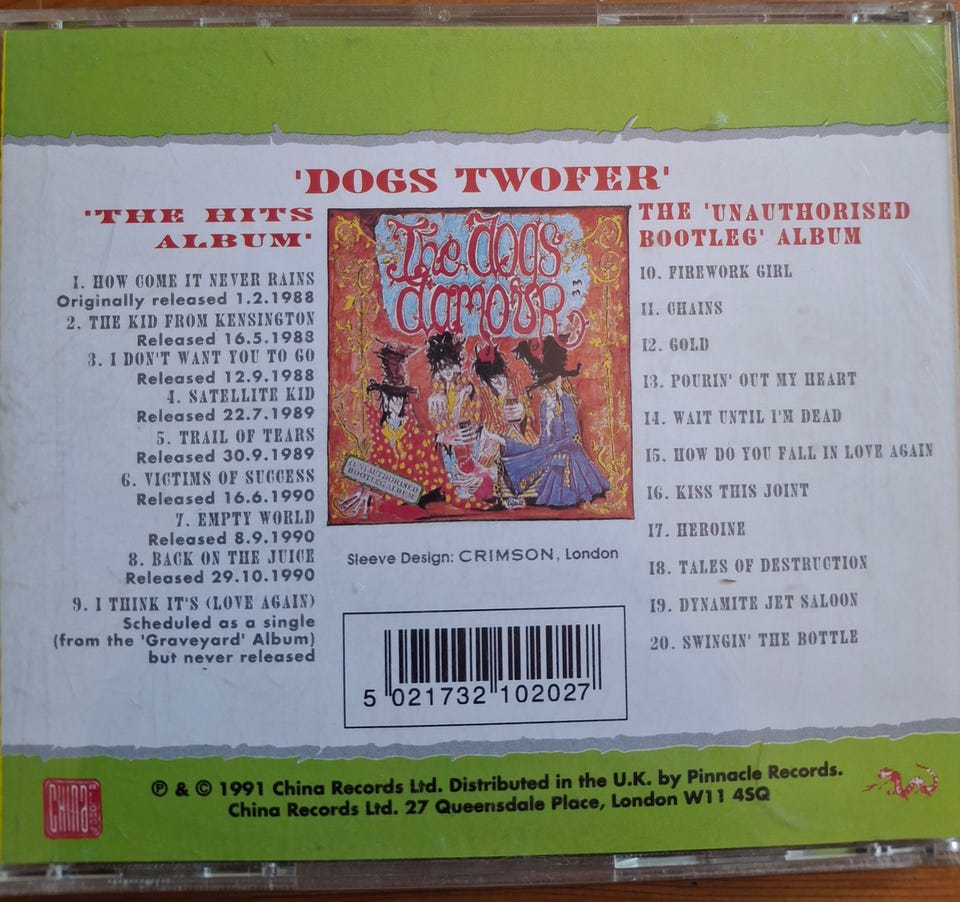 'DOGS TWOFER'
'THE HITS
ALBUM'
1. HOW COME IT NEVER RAINS
Originally released 1.2.1988
2. THE KID FROM KENSINGTON
Released 16.5.1988
3. I DON'T WANT YOU TO GO
Released 12.9.1988
4. SATELLITE KID
Released 22.7.1989
5. TRAIL OF TEARS
Released 30.9.1989
6. VICTIMS OF SUCCESS
Released 16.6.1990
7. EMPTY WORLD
Released 8.9.1990
8. BACK ON THE JUICE
Released 29.10.1990
9. I THINK IT'S (LOVE AGAIN)
Scheduled as a single
(from the 'Graveyard' Album)
but never released
The dogs
d'amour
(UNAUTHORISED
BOOTLEG ALBUM)
Sleeve Design: CRIMSON, London
5 021732 102027
THE 'UNAUTHORISED
BOOTLEG' ALBUM
10. FIREWORK GIRL
11. CHAINS
12. GOLD
13. POURIN' OUT MY HEART
14. WAIT UNTIL I'M DEAD
15. HOW DO YOU FALL IN LOVE AGAIN
16. KISS THIS JOINT
17. HEROINE
18. TALES OF DESTRUCTION
19. DYNAMITE JET SALOON
20. SWINGIN' THE BOTTLE
CHINA
℗ & © 1991 China Records Ltd. Distributed in the U.K. by Pinnacle Records.
China Records Ltd. 27 Queensdale Place, London W11 4SQ